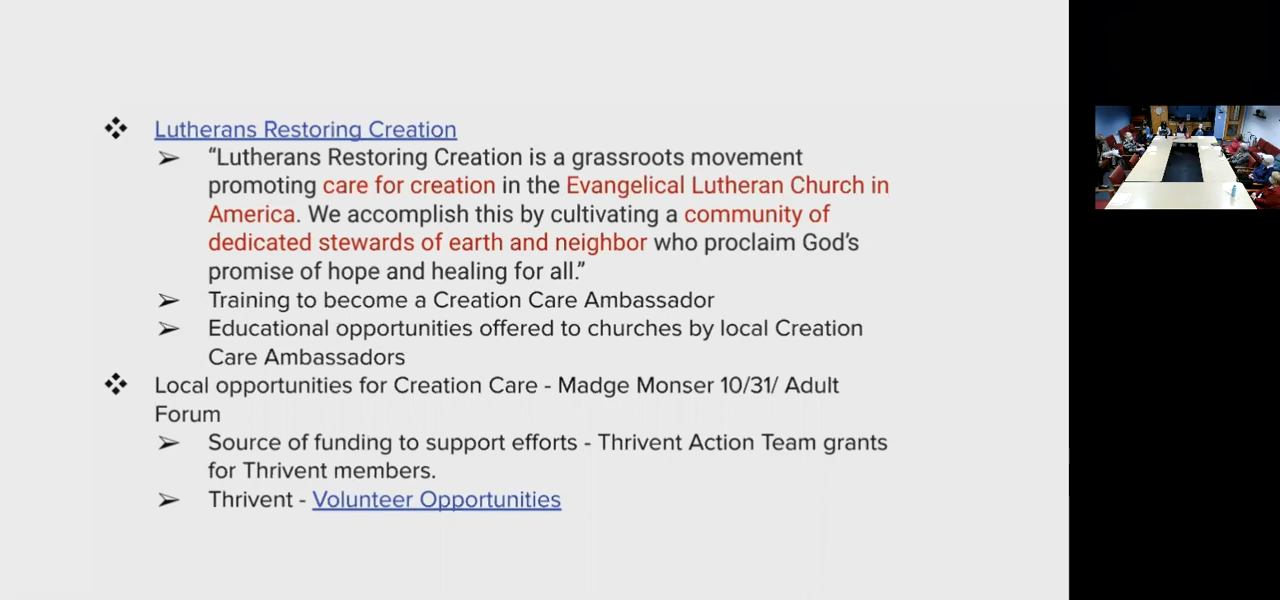 Lutherans Restoring Creation
“Lutherans Restoring Creation is a grassroots movement
promoting care for creation in the Evangelical Lutheran Church in
America. We accomplish this by cultivating a community of
dedicated stewards of earth and neighbor who proclaim God’s
promise of hope and healing for all.”
Training to become a Creation Care Ambassador
Educational opportunities offered to churches by local Creation
Care Ambassadors
Local opportunities for Creation Care - Madge Monser 10/31/ Adult
Forum
Source of funding to support efforts - Thrivent Action Team grants
for Thrivent members.
Thrivent - Volunteer Opportunities